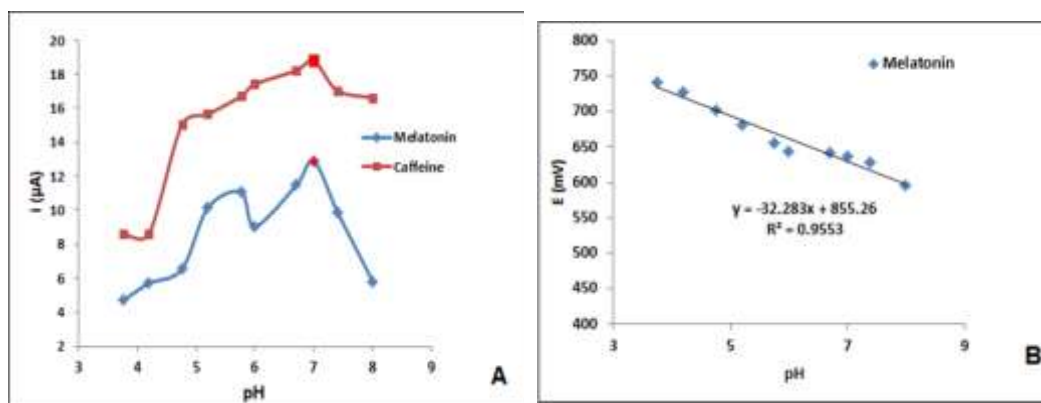 20
18
16
14
12
10
8
6
4
2
I (µA)
3 4 5 6 7 8 9
pH
Melatonin
Caffeine
A
800
750
700
650
600
550
500
450
400
E (mV)
3 5 7 9
pH
Melatonin
y = -32.283x + 855.26
R² = 0.9553
B